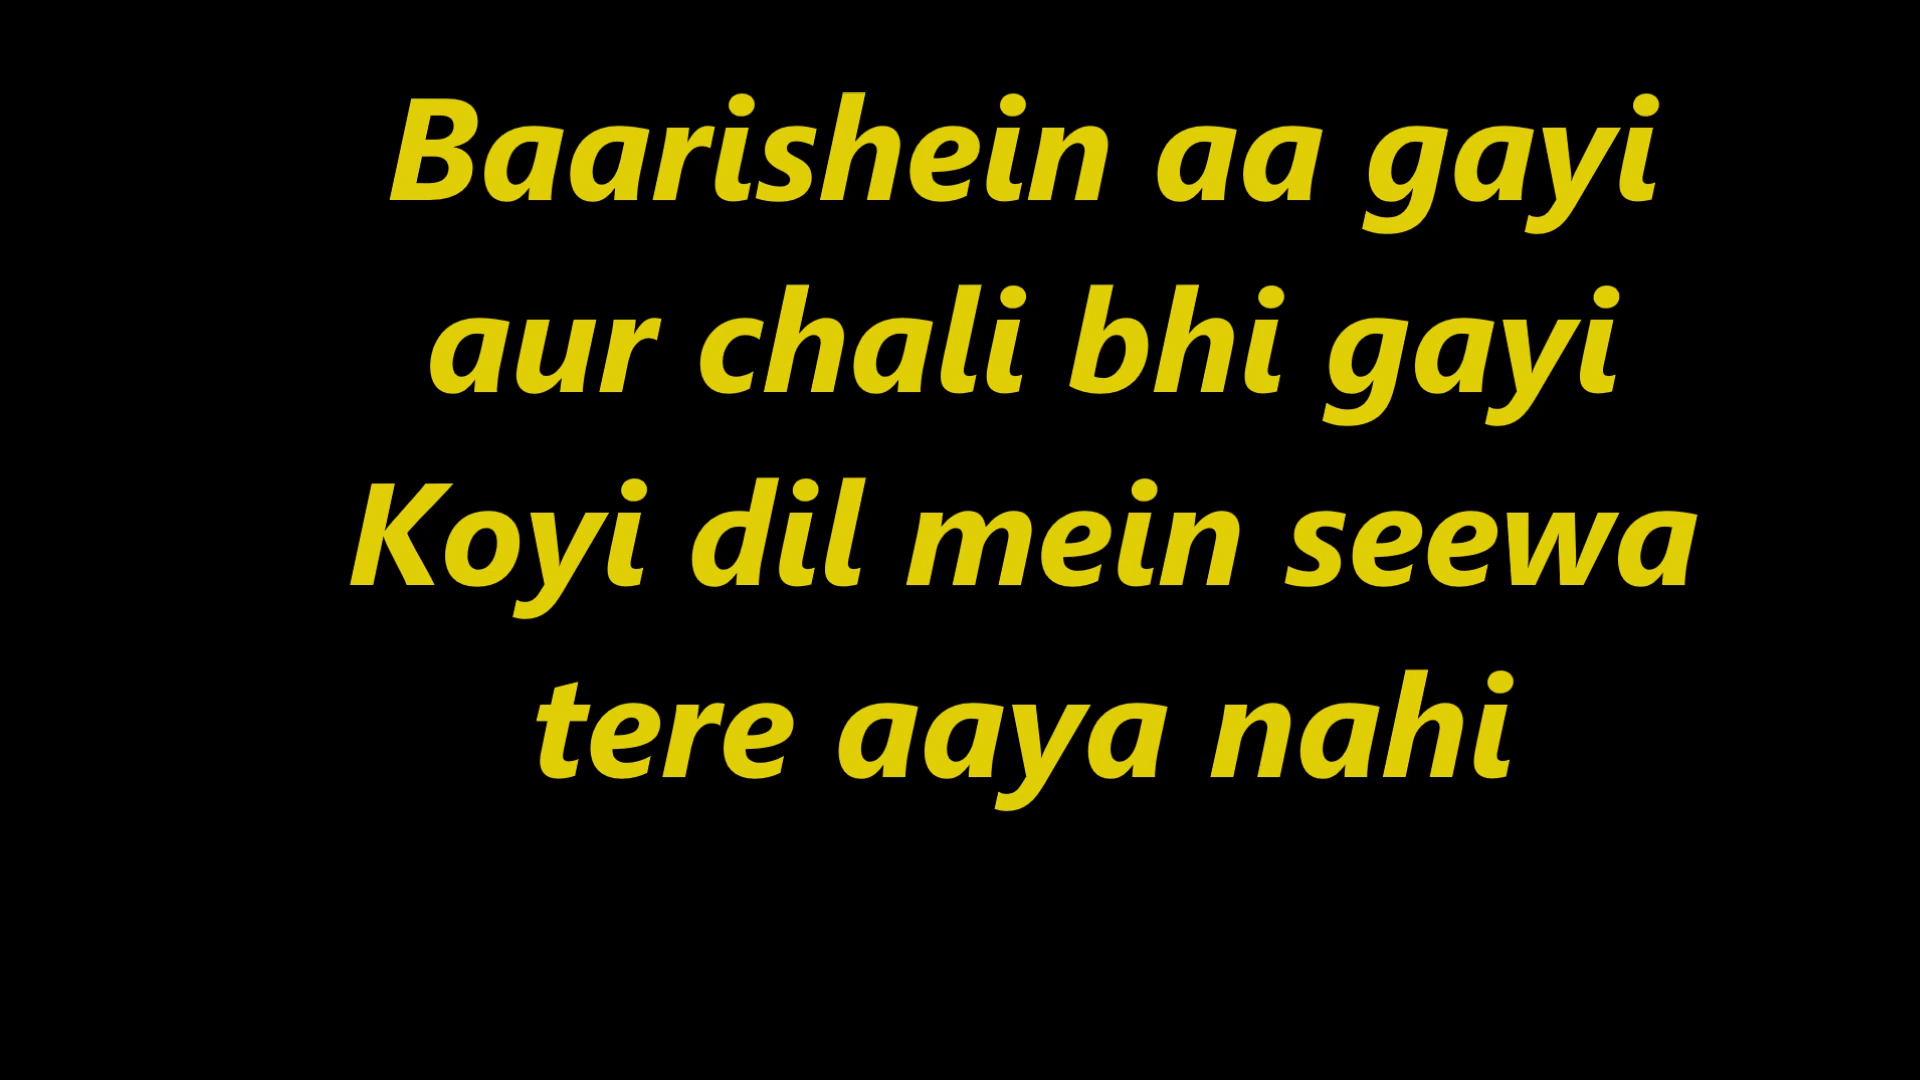 Baarishein aa gayi
aur chali bhi gayi
Koyi dil mein seewa
tere aaya nahi